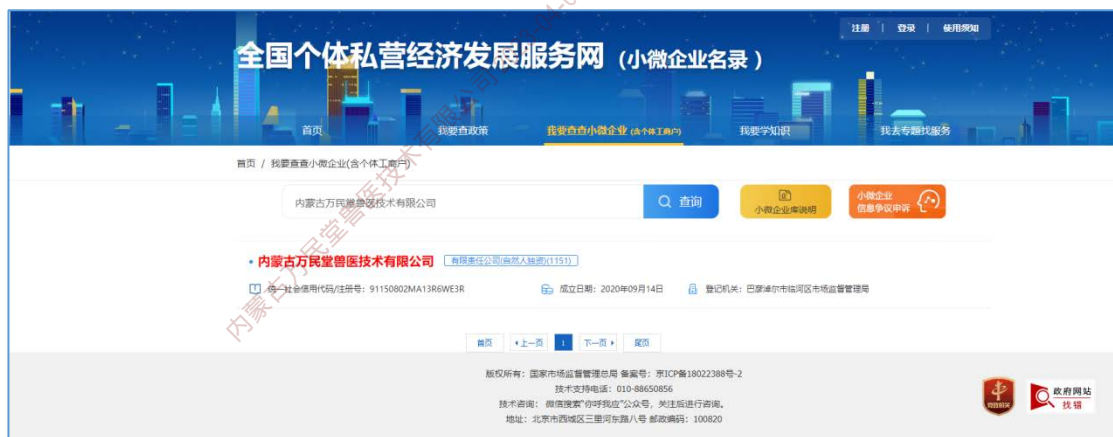 注册 | 登录 | 使用须知
全国个体私营经济发展服务网（小微企业名录）
首页 我要查政策 我要查查小微企业 (含个体工商户) 我要学知识 我去专题找服务
首页 / 我要查查小微企业(含个体工商户)
内蒙古万民堂兽医技术有限公司 查询 小微企业库说明 小微企业
信息争议申诉
内蒙古万民堂兽医技术有限公司 有限责任公司(自然人独资)(1151)
统一社会信用代码/注册号：91150802MA13R6WE3R 成立日期：2020年09月14日 登记机关：巴彦淖尔市临河区市场监督管理局
首页 上一页 1 下一页 尾页
版权所有：国家市场监督管理总局 备案号：京ICP备18022388号-2
技术支持电话：010-88650856
技术咨询：微信搜索"你呼我应"公众号，关注后进行咨询。
地址：北京市西城区三里河东路八号 邮政编码：100820
党政机关
政府网站
找错
内蒙古万民堂兽医技术有限公司